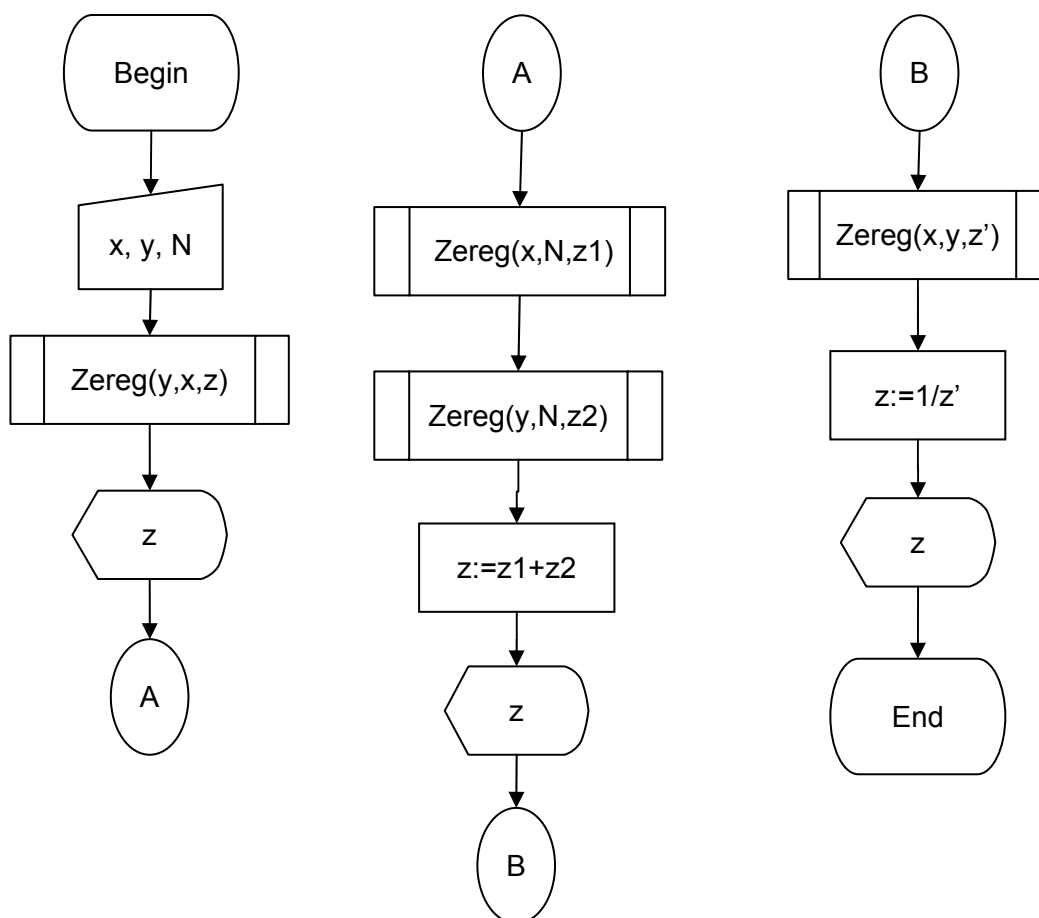 Begin
x, y, N
Zereg(y,x,z)
z
A
A
Zereg(x,N,z1)
Zereg(y,N,z2)
z:=z1+z2
z
B
B
Zereg(x,y,z’)
z:=1/z’
z
End